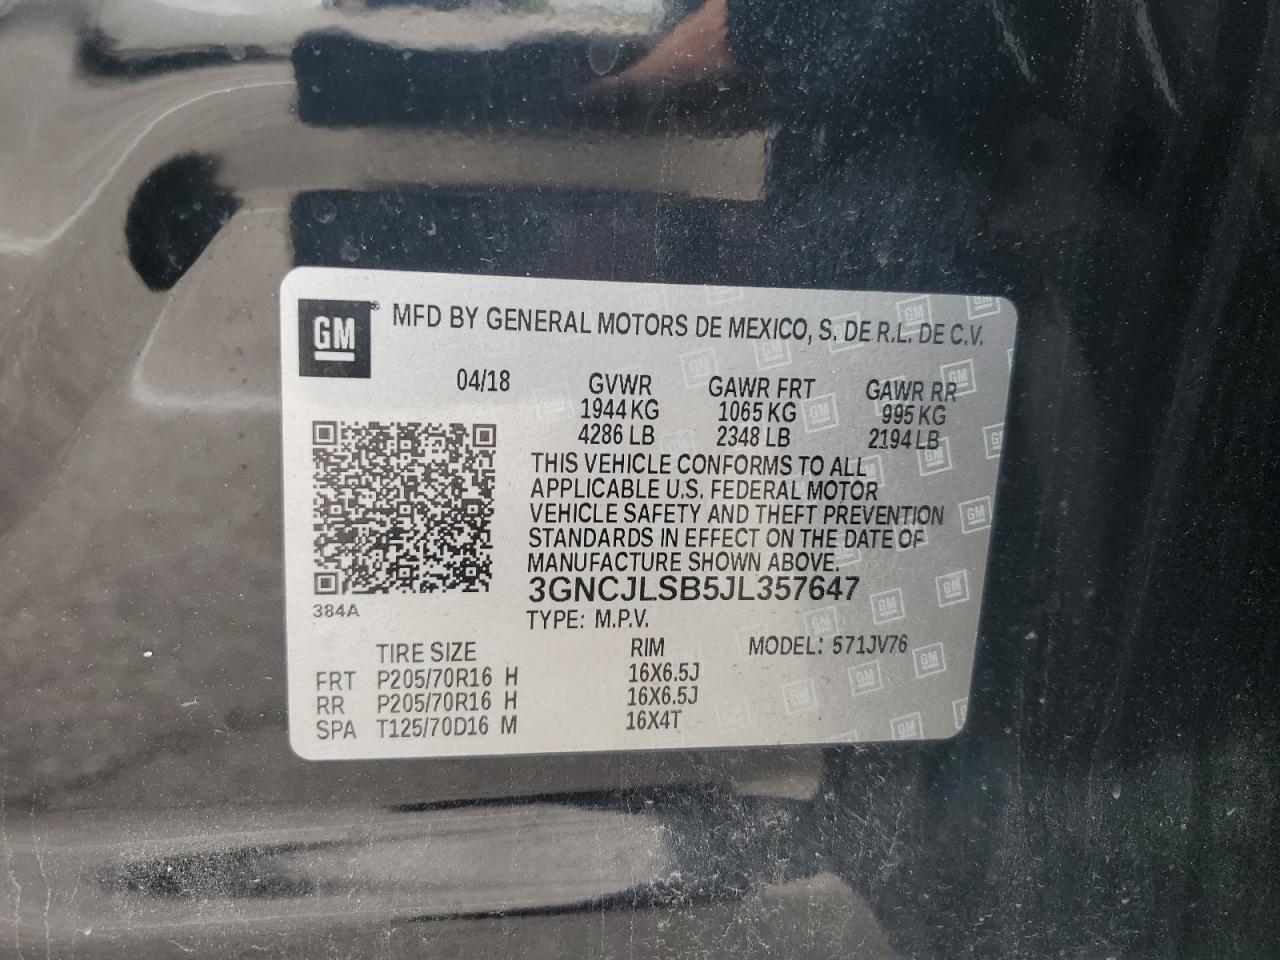 GM® MFD BY GENERAL MOTORS DE MEXICO, S. DE R.L. DE C.V.
04/18 GVWR GAWR FRT GAWR RR
1944 KG 1065 KG 995 KG
4286 LB 2348 LB 2194 LB
THIS VEHICLE CONFORMS TO ALL
APPLICABLE U.S. FEDERAL MOTOR
VEHICLE SAFETY AND THEFT PREVENTION
STANDARDS IN EFFECT ON THE DATE OF
MANUFACTURE SHOWN ABOVE.
3GNCJLSB5JL357647
384A
TYPE: M.P.V.
TIRE SIZE RIM MODEL: 571JV76
FRT P205/70R16 H 16X6.5J
RR P205/70R16 H 16X6.5J
SPA T125/70D16 M 16X4T